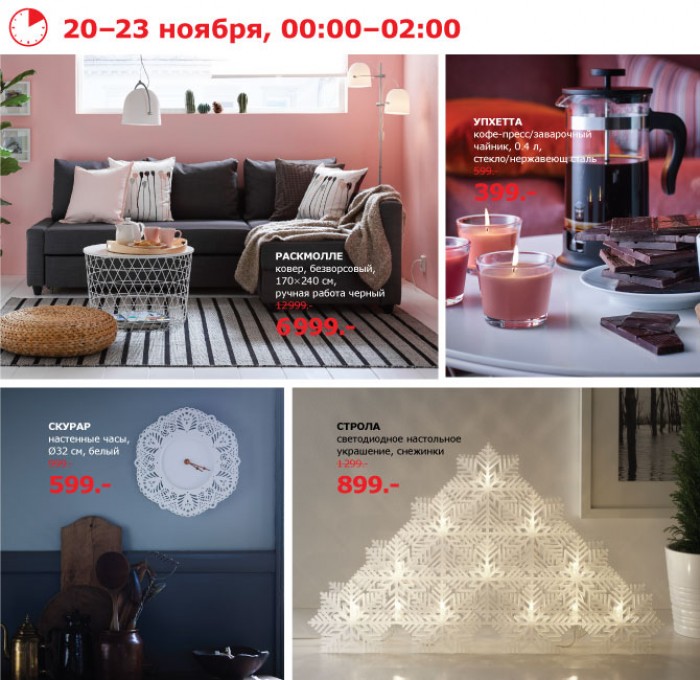 20–23 ноября, 00:00–02:00
УПХЕТТА
кофе-пресс/заварочный
чайник, 0.4 л,
стекло/нержавеющ сталь
599.-
399.-
РАСКМОЛЛЕ
ковер, безворсовый,
170×240 см,
ручная работа черный
12999.-
6999.-
СКУРАР
настенные часы,
Ø32 см, белый
599.-
СТРОЛА
светодиодное настольное
украшение, снежинки
1299.-
899.-